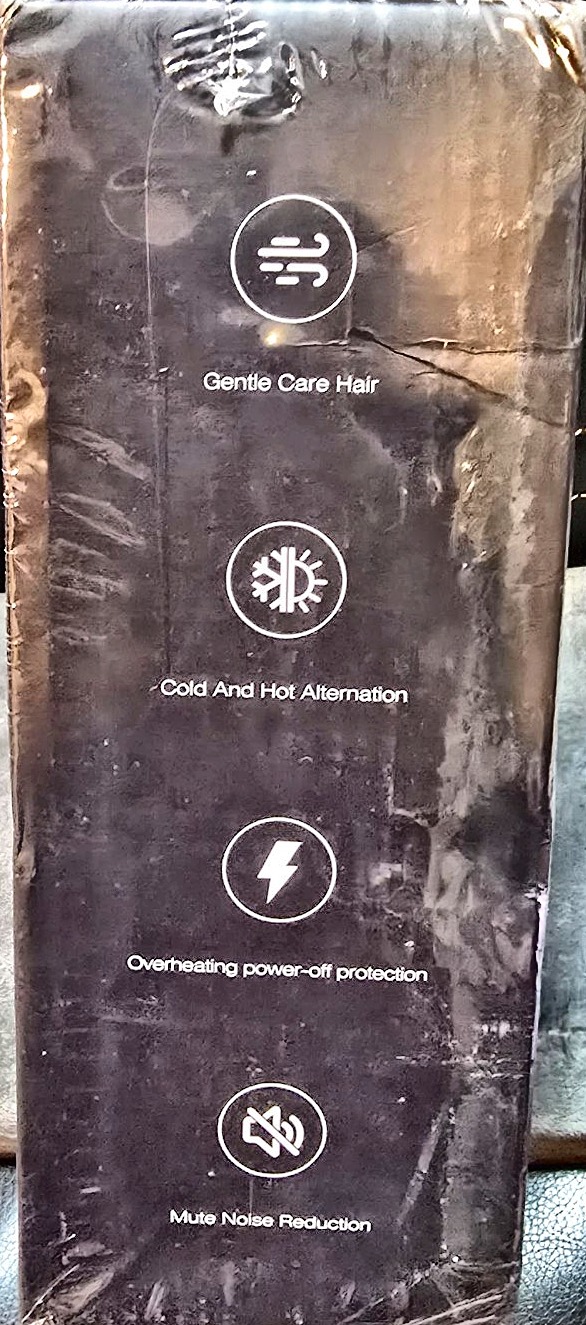 Gentle Care Hair
Cold And Hot Alternation
Overheating power-off protection
Mute Noise Reduction